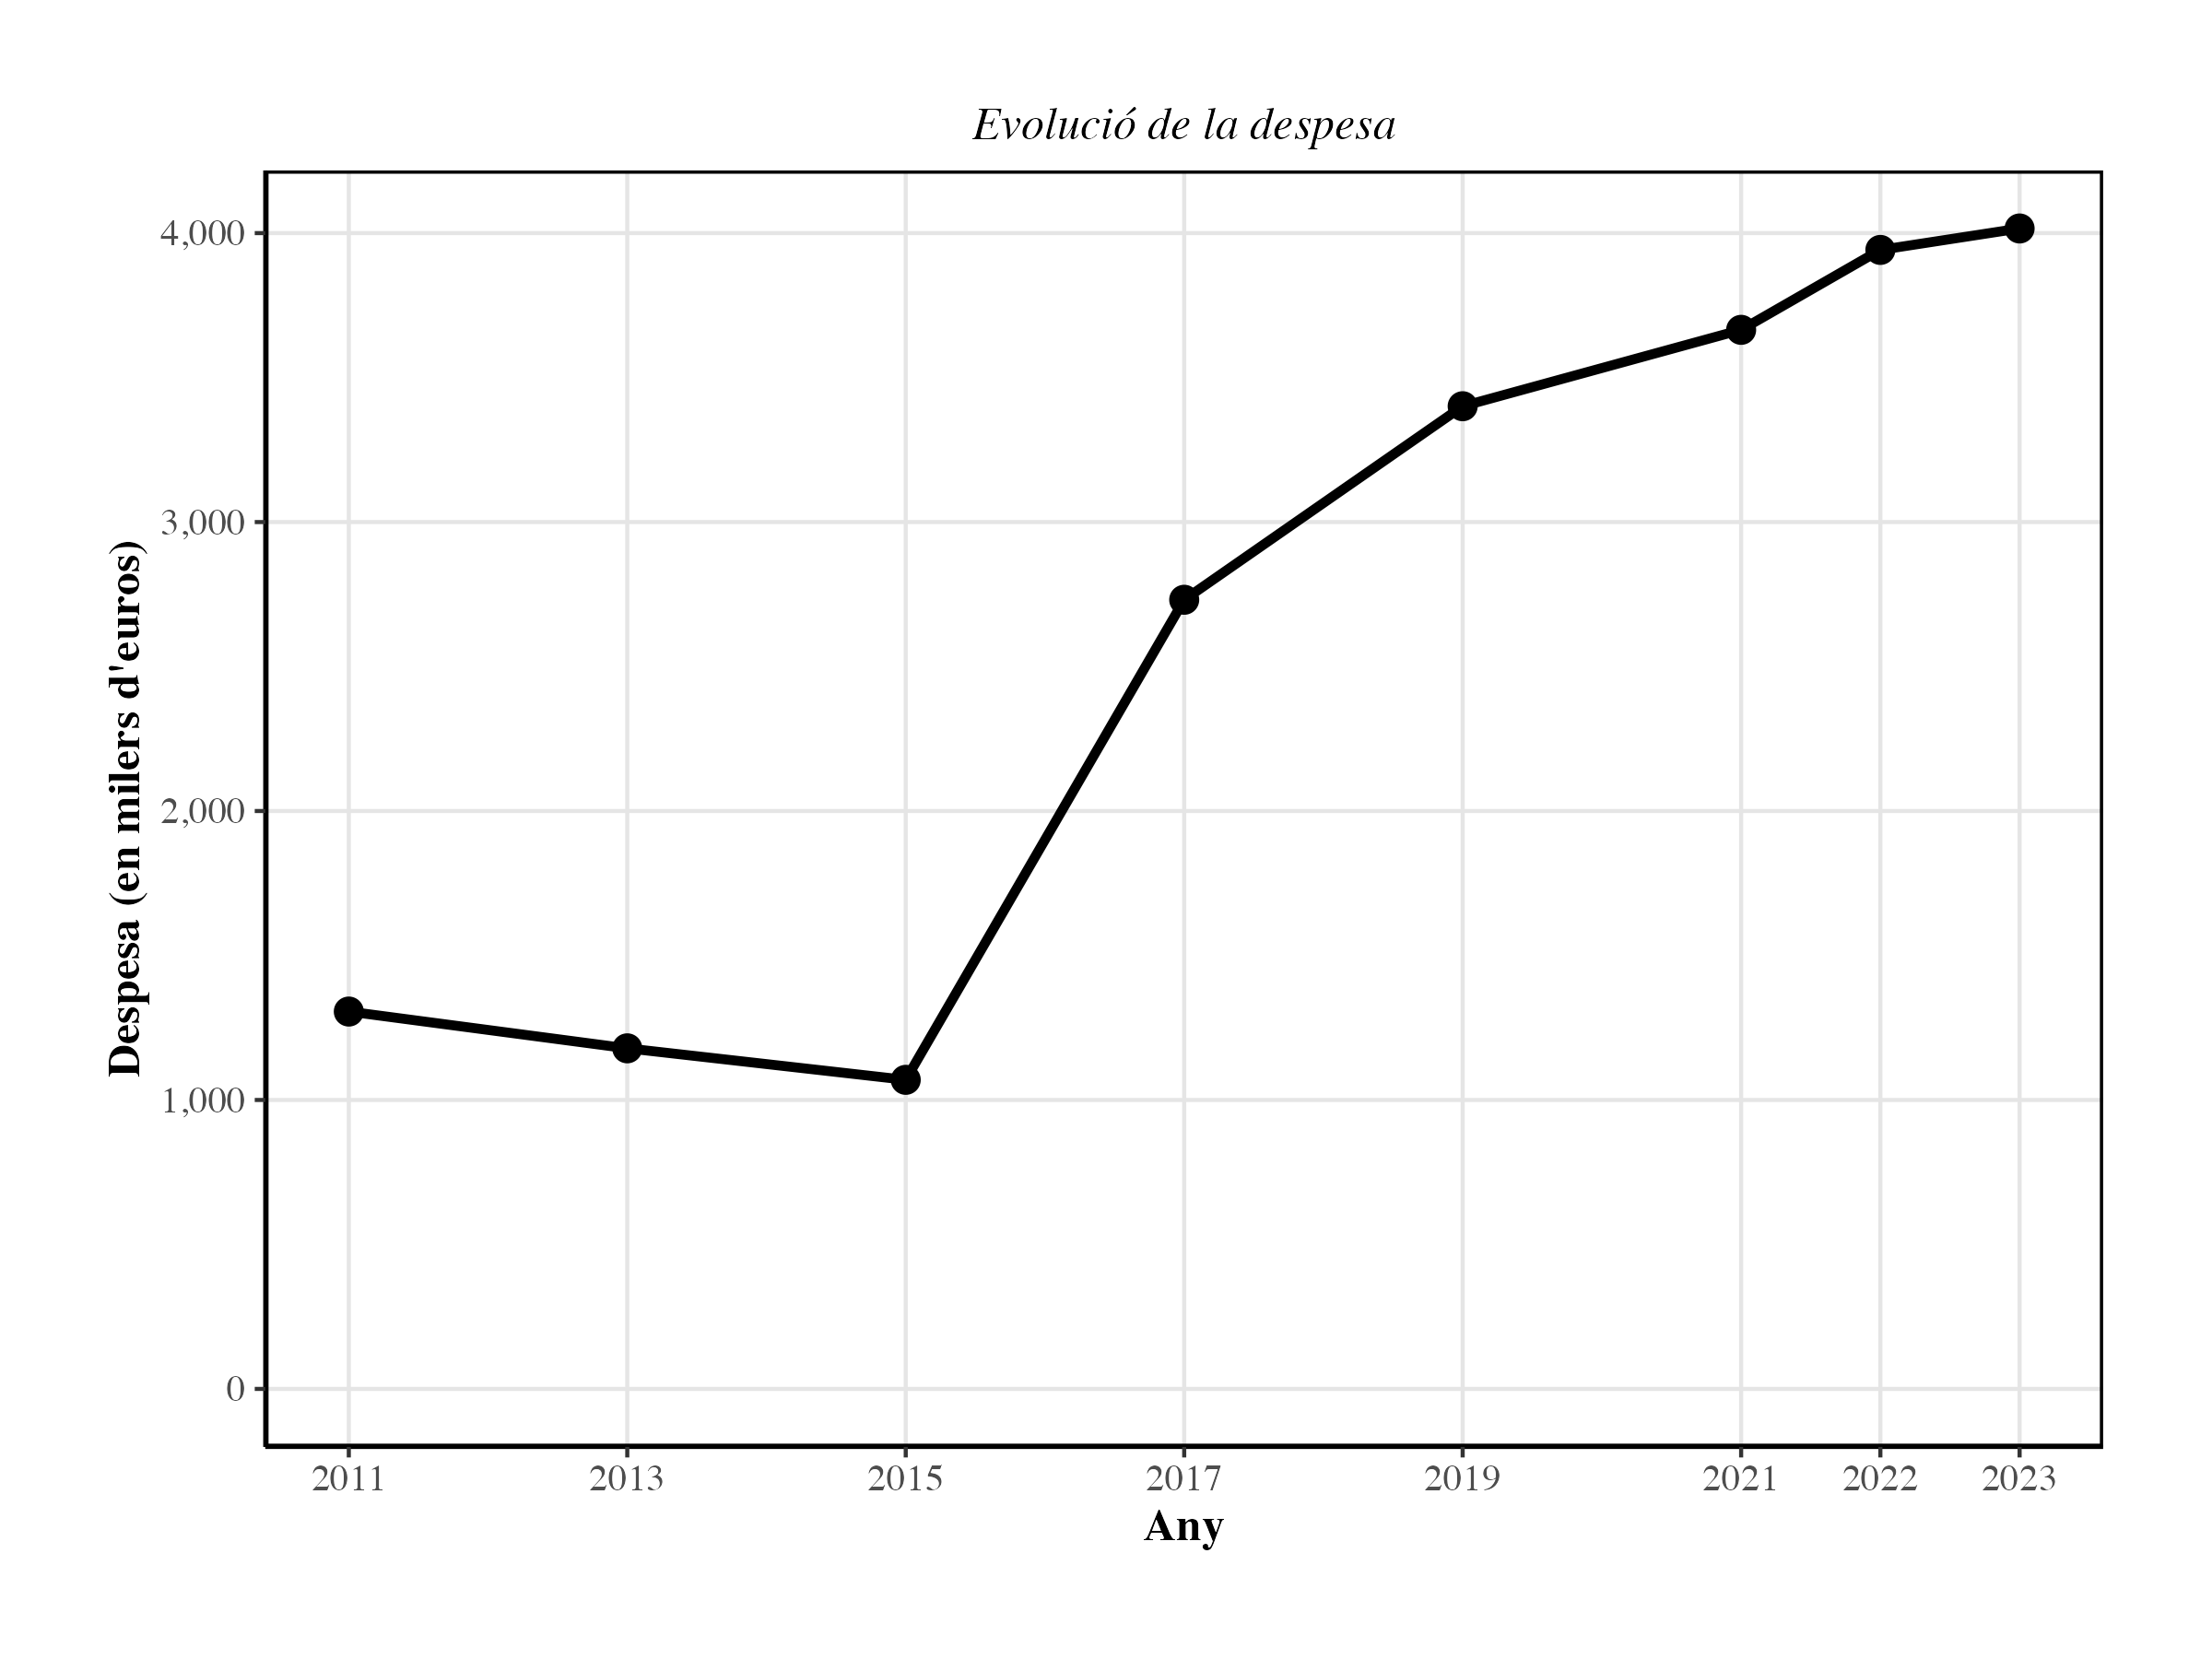 Evolució de la despesa
Despesa (en milers d'euros)
4,000
3,000
2,000
1,000
0
2011 2013 2015 2017 2019 2021 2022 2023
Any